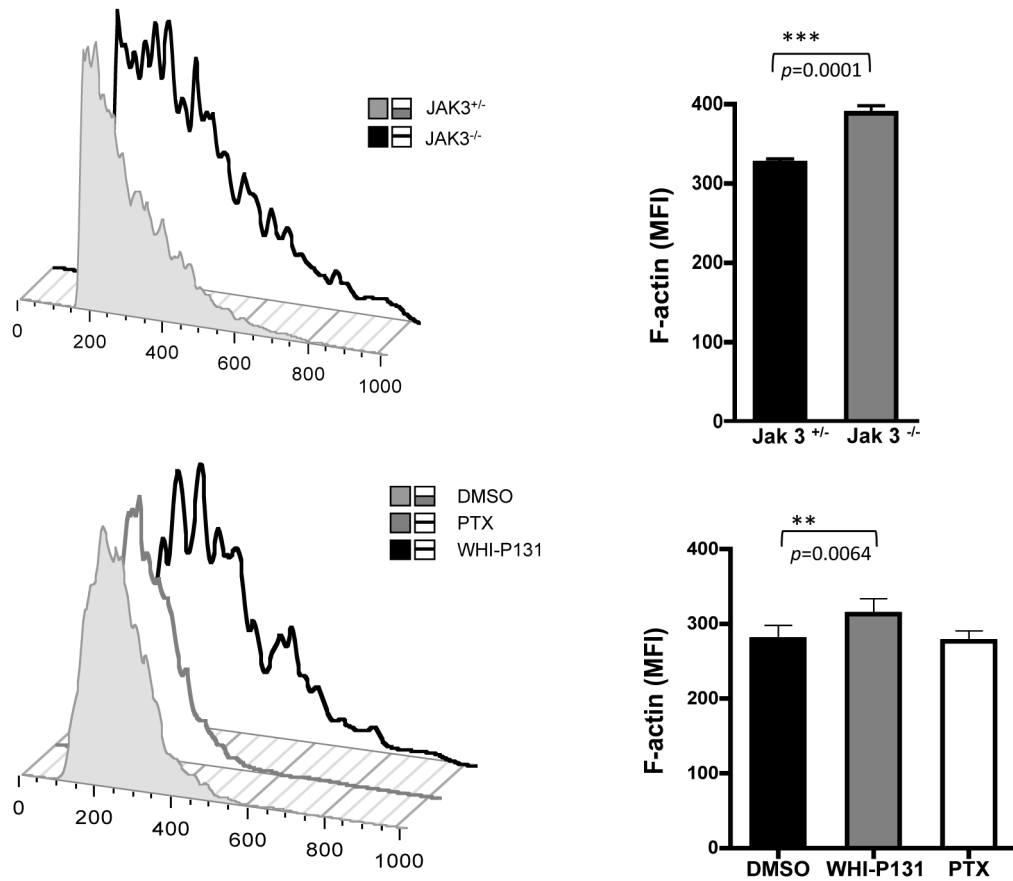 JAK3+/-
JAK3-/-
0
200
400
600
800
1000
***
p=0.0001
F-actin (MFI)
400
300
200
100
0
Jak 3 +/- Jak 3 -/-
DMSO
PTX
WHI-P131
0
200
400
600
800
1000
**
p=0.0064
F-actin (MFI)
400
300
200
100
0
DMSO WHI-P131 PTX